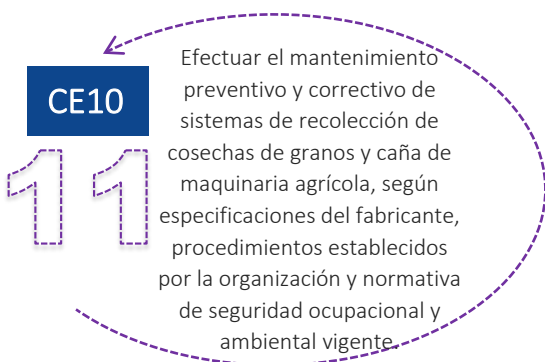 CE10
11
Efectuar el mantenimiento
preventivo y correctivo de
sistemas de recolección de
cosechas de granos y caña de
maquinaria agrícola, según
especificaciones del fabricante,
procedimientos establecidos
por la organización y normativa
de seguridad ocupacional y
ambiental vigente.